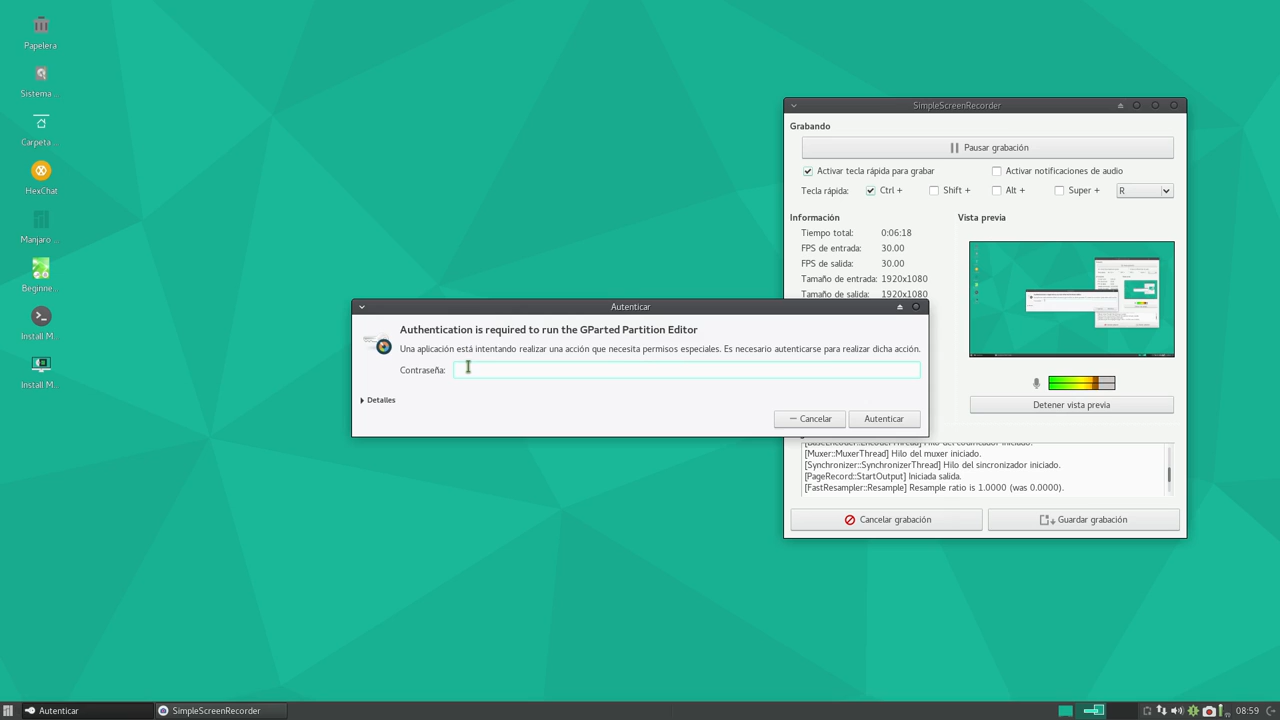 Papelera
Sistema ..
Carpeta ...
HexChat
Manjaro ...
Beginne..
Install M..
Install M..
SimpleScreenRecorder
Grabando
Pausar grabación
Activar tecla rápida para grabar
Activar notificaciones de audio
Tecla rápida:
Ctrl +
Shift +
Alt +
Super +
R
Información
Vista previa
Tiempo total: 0:06:18
FPS de entrada: 30.00
FPS de salida: 30.00
Tamaño de entrada: 1920x1080
Tamaño de salida: 1920x1080
Autenticar
Authentication is required to run the GParted Partition Editor
Una aplicación está intentando realizar una acción que necesita permisos especiales. Es necesario autenticarse para realizar dicha acción.
Contraseña:
Detalles
Cancelar
Autenticar
Detener vista previa
[BaseEncoder::EncoderThread] Hilo del codificador iniciado.
[Muxer::MuxerThread] Hilo del muxer iniciado.
[Synchronizer::SynchronizerThread] Hilo del sincronizador iniciado.
[PageRecord::StartOutput] Iniciada salida.
[FastResampler::Resample] Resample ratio is 1.0000 (was 0.0000).
Cancelar grabación
Guardar grabación
Autenticar
SimpleScreenRecorder
08:59